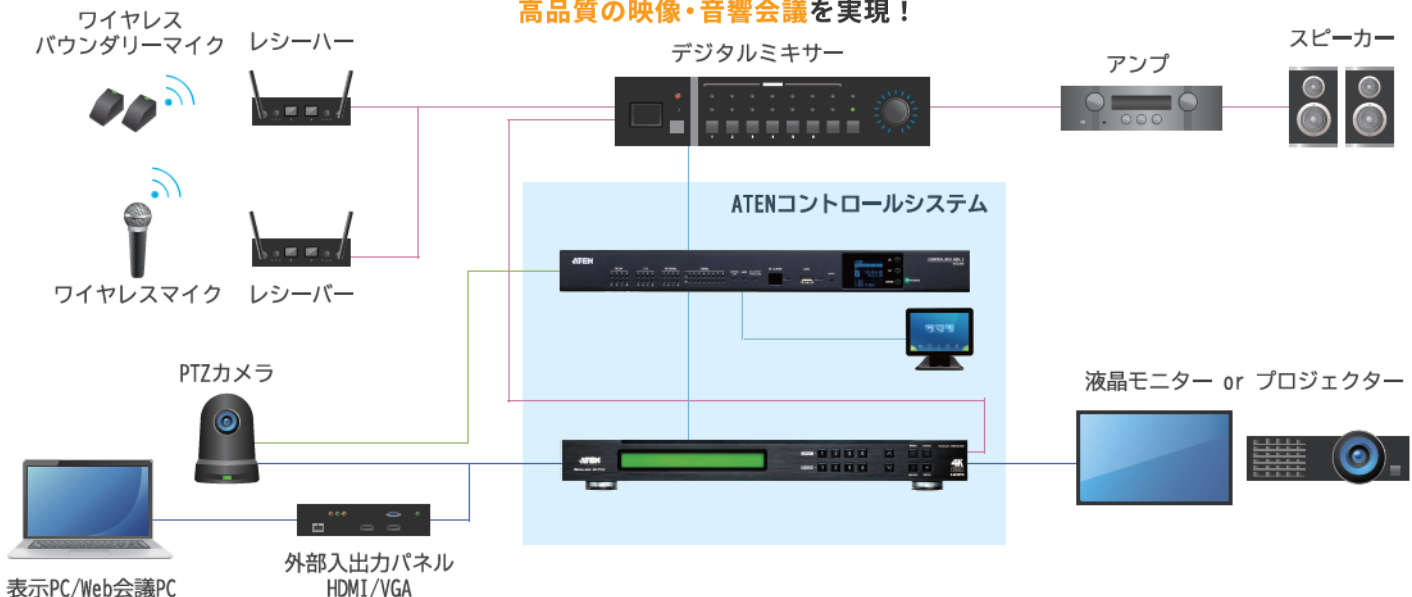 高品質の映像・音響会議を実現！
ワイヤレス
バウンダリーマイク
レシーハー
デジタルミキサー
アンプ
スピーカー
ATENコントロールシステム
ATEN
ワイヤレスマイク
レシーバー
PTZカメラ
液晶モニター or プロジェクター
ATEN
4K
表示PC/Web会議PC
外部入出力パネル
HDMI/VGA